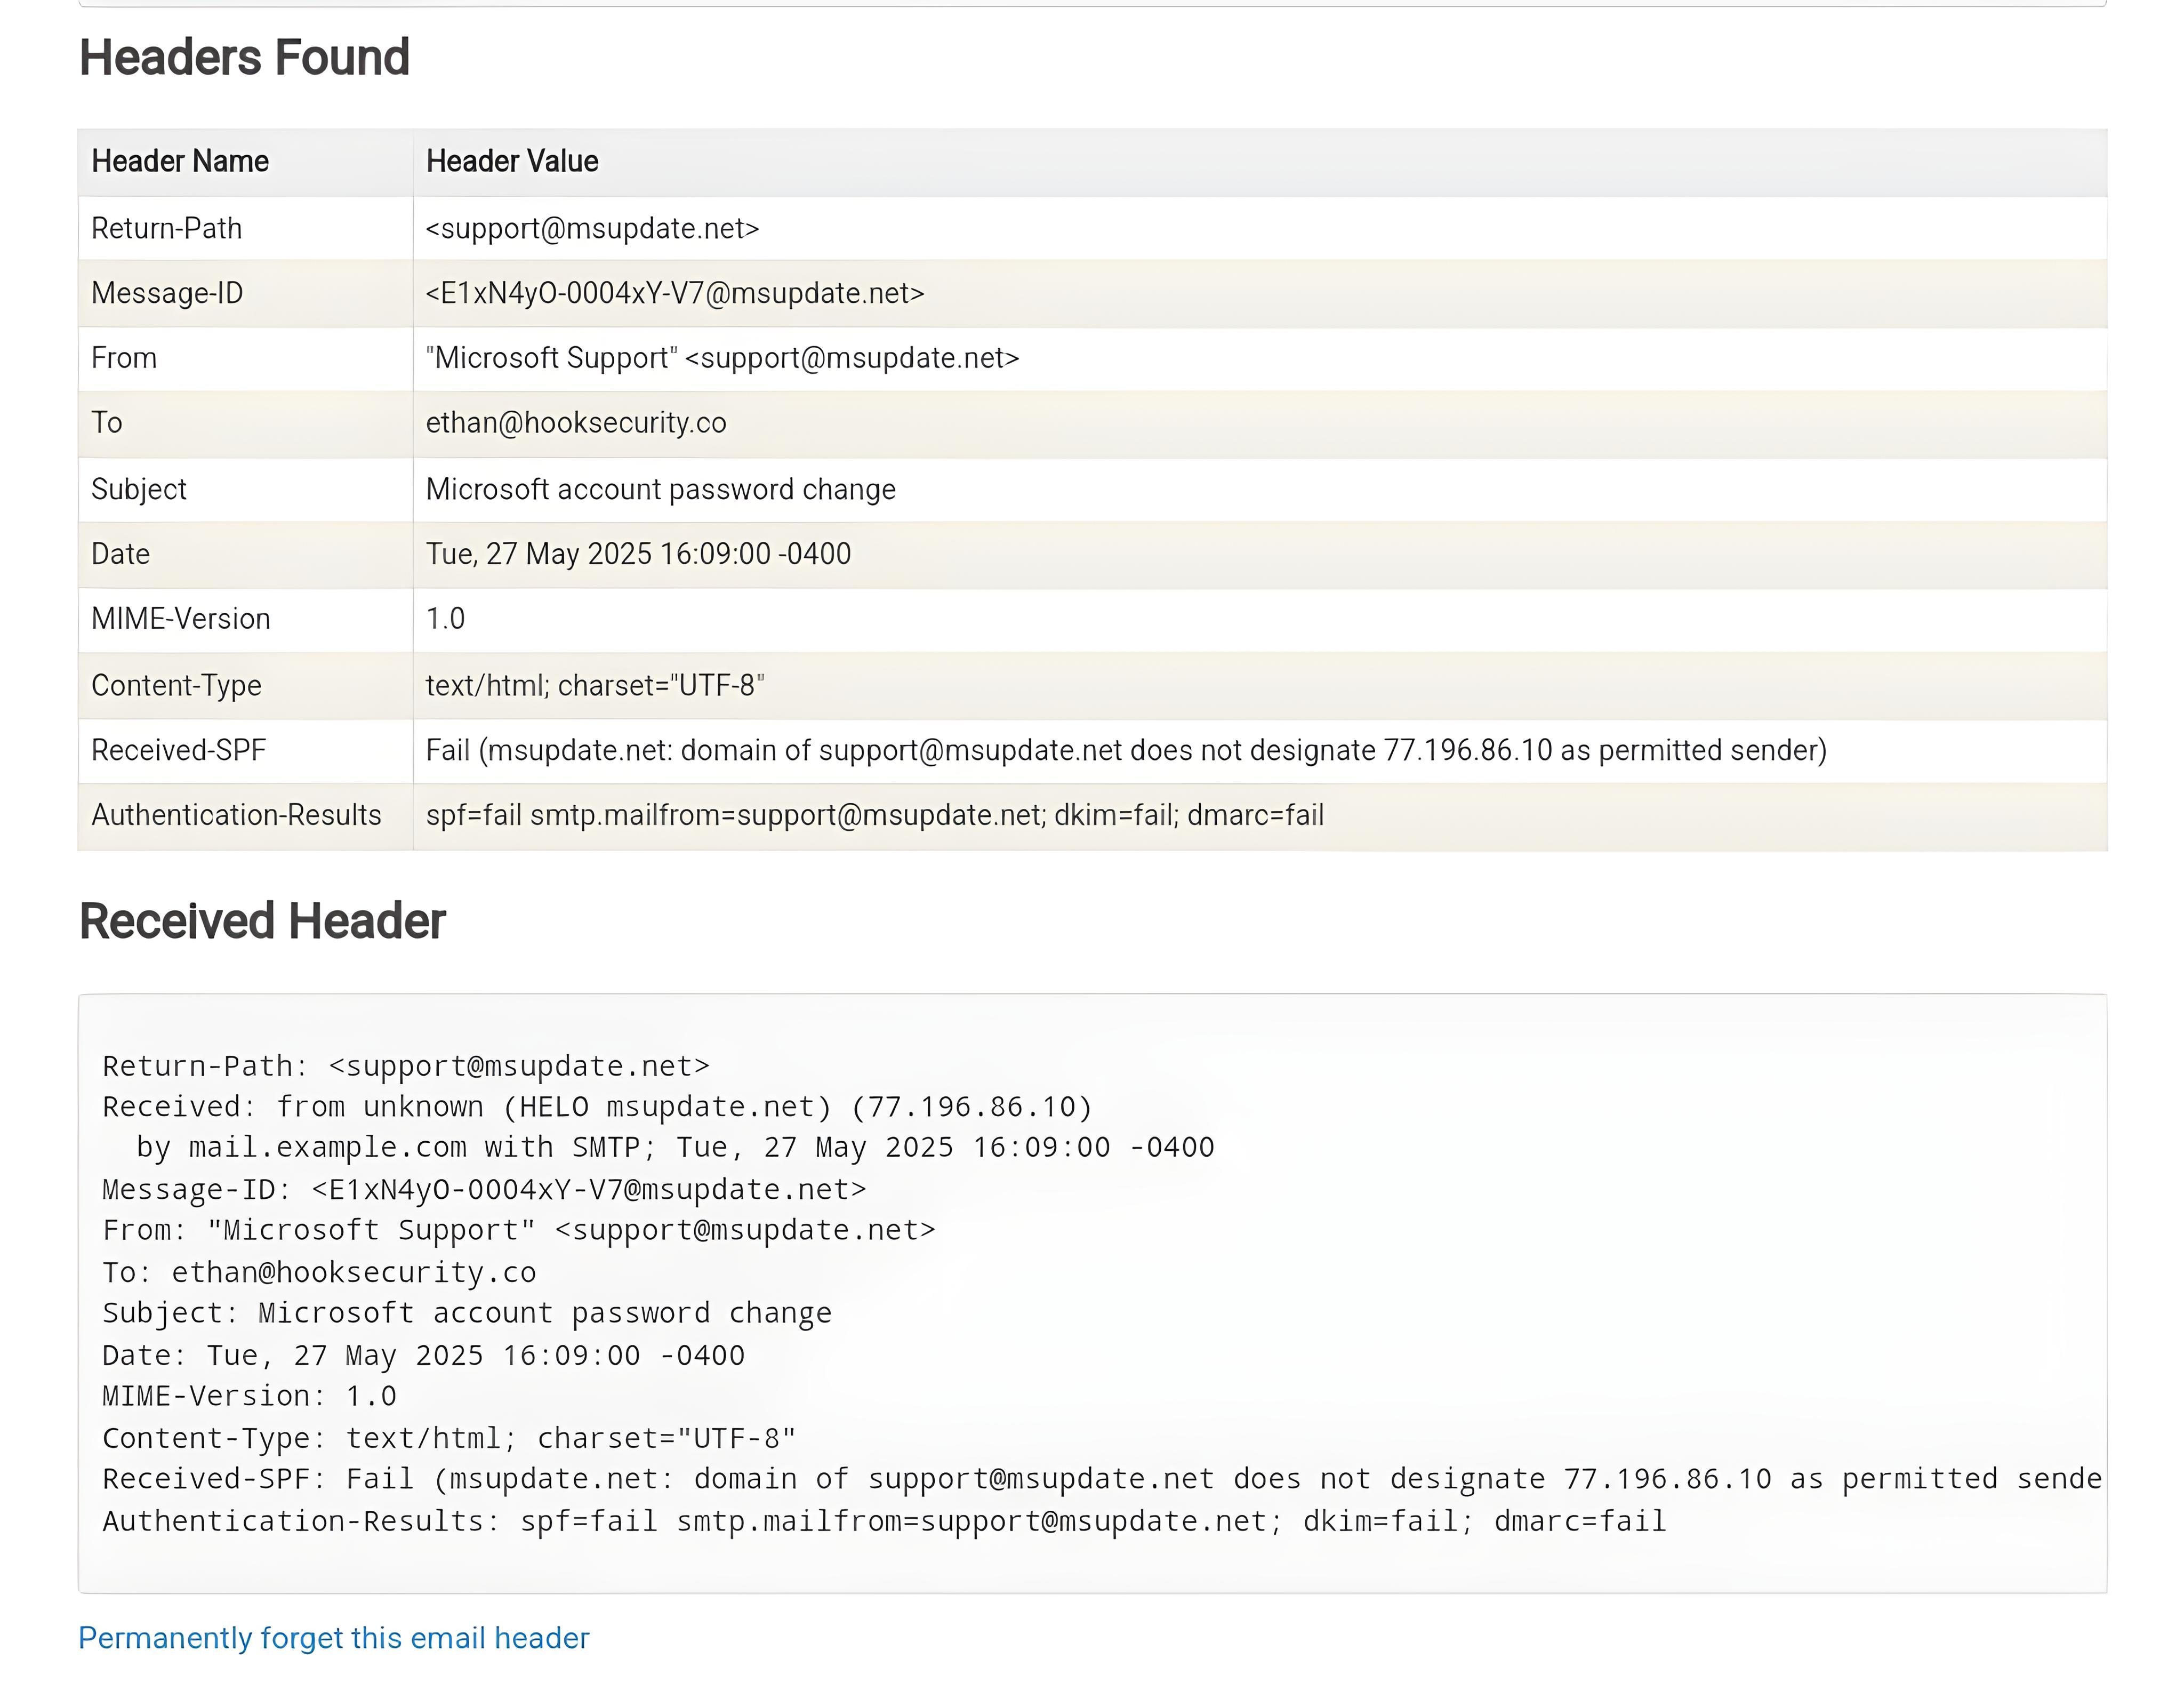 Headers Found
Header Name Header Value
Return-Path <support@msupdate.net>
Message-ID <E1xN4yO-0004xY-V7@msupdate.net>
From "Microsoft Support" <support@msupdate.net>
To ethan@hooksecurity.co
Subject Microsoft account password change
Date Tue, 27 May 2025 16:09:00 -0400
MIME-Version 1.0
Content-Type text/html; charset="UTF-8"
Received-SPF Fail (msupdate.net: domain of support@msupdate.net does not designate 77.196.86.10 as permitted sender)
Authentication-Results spf=fail smtp.mailfrom=support@msupdate.net; dkim=fail; dmarc=fail
Received Header
Return-Path: <support@msupdate.net>
Received: from unknown (HELO msupdate.net) (77.196.86.10)
by mail.example.com with SMTP; Tue, 27 May 2025 16:09:00 -0400
Message-ID: <E1xN4yO-0004xY-V7@msupdate.net>
From: "Microsoft Support" <support@msupdate.net>
To: ethan@hooksecurity.co
Subject: Microsoft account password change
Date: Tue, 27 May 2025 16:09:00 -0400
MIME-Version: 1.0
Content-Type: text/html; charset="UTF-8"
Received-SPF: Fail (msupdate.net: domain of support@msupdate.net does not designate 77.196.86.10 as permitted sende
Authentication-Results: spf=fail smtp.mailfrom=support@msupdate.net; dkim=fail; dmarc=fail
Permanently forget this email header